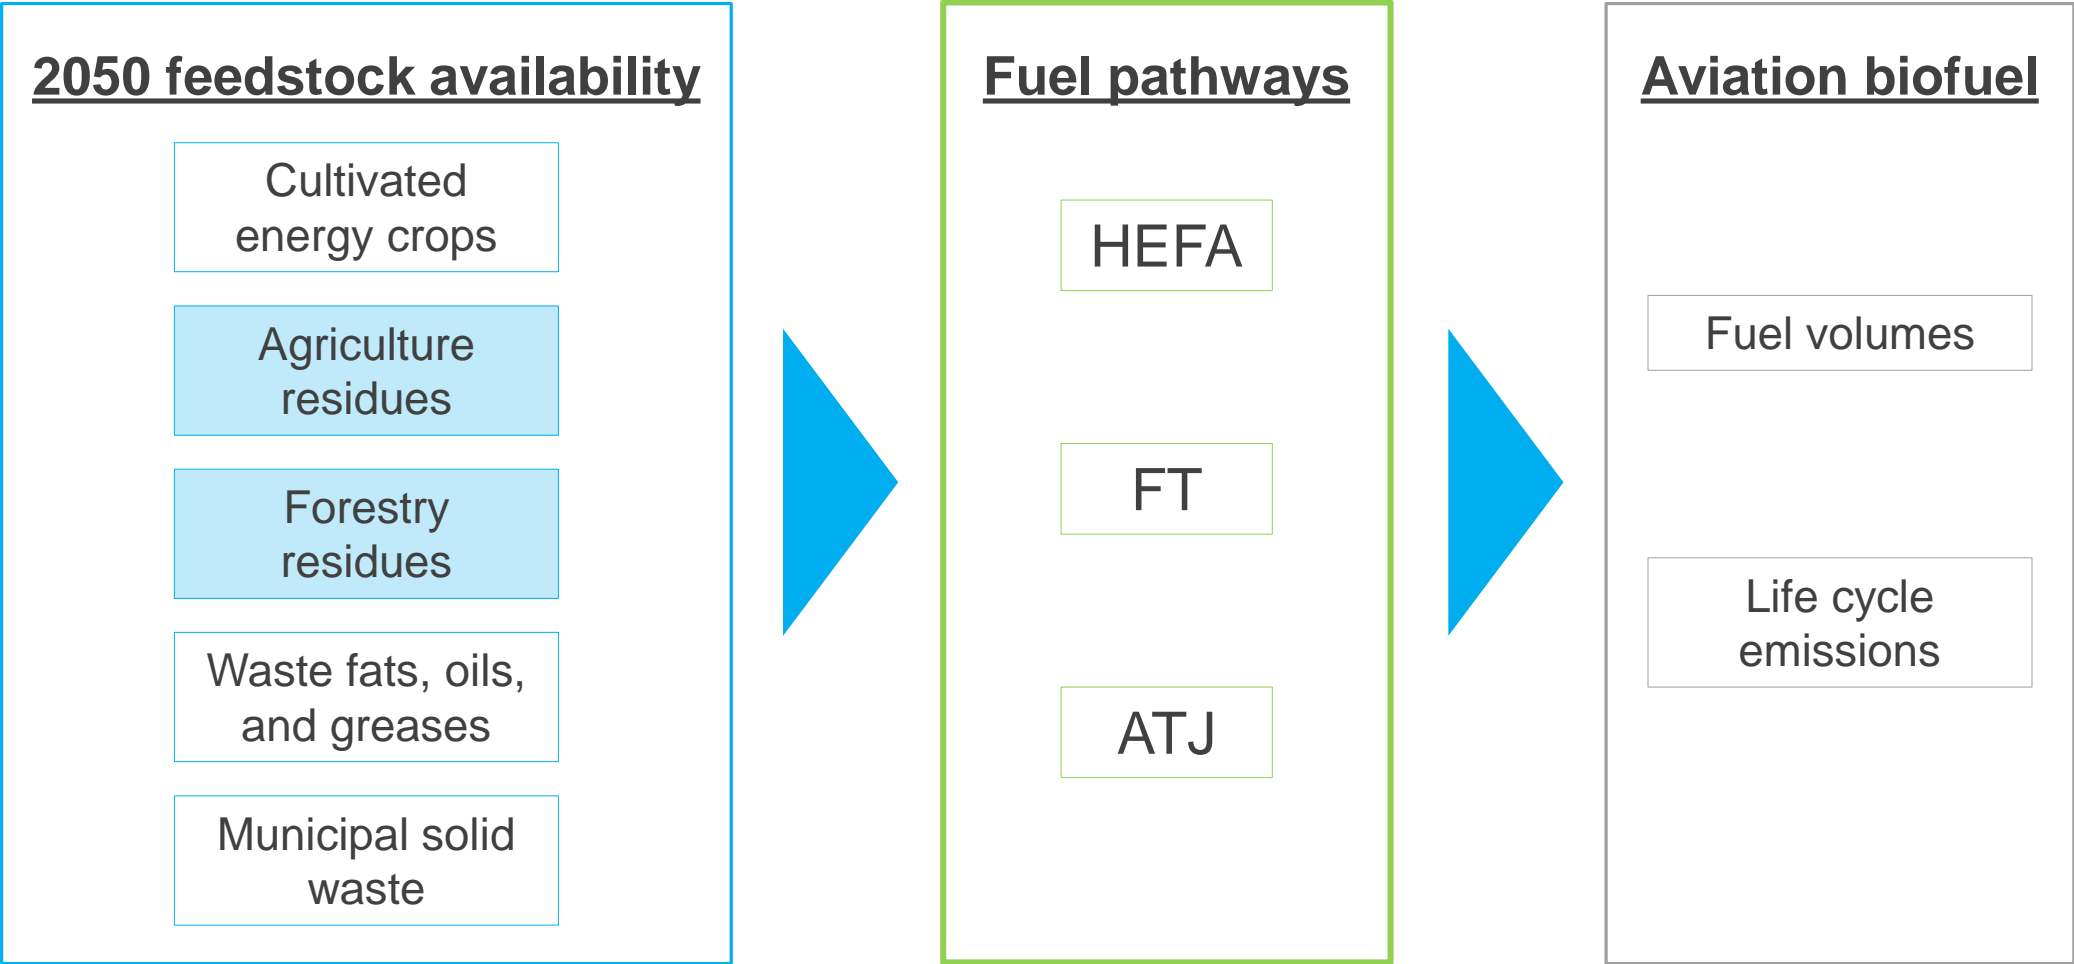 2050 feedstock availability
Cultivated
energy crops
Agriculture
residues
Forestry
residues
Waste fats, oils,
and greases
Municipal solid
waste
Fuel pathways
HEFA
FT
ATJ
Aviation biofuel
Fuel volumes
Life cycle
emissions